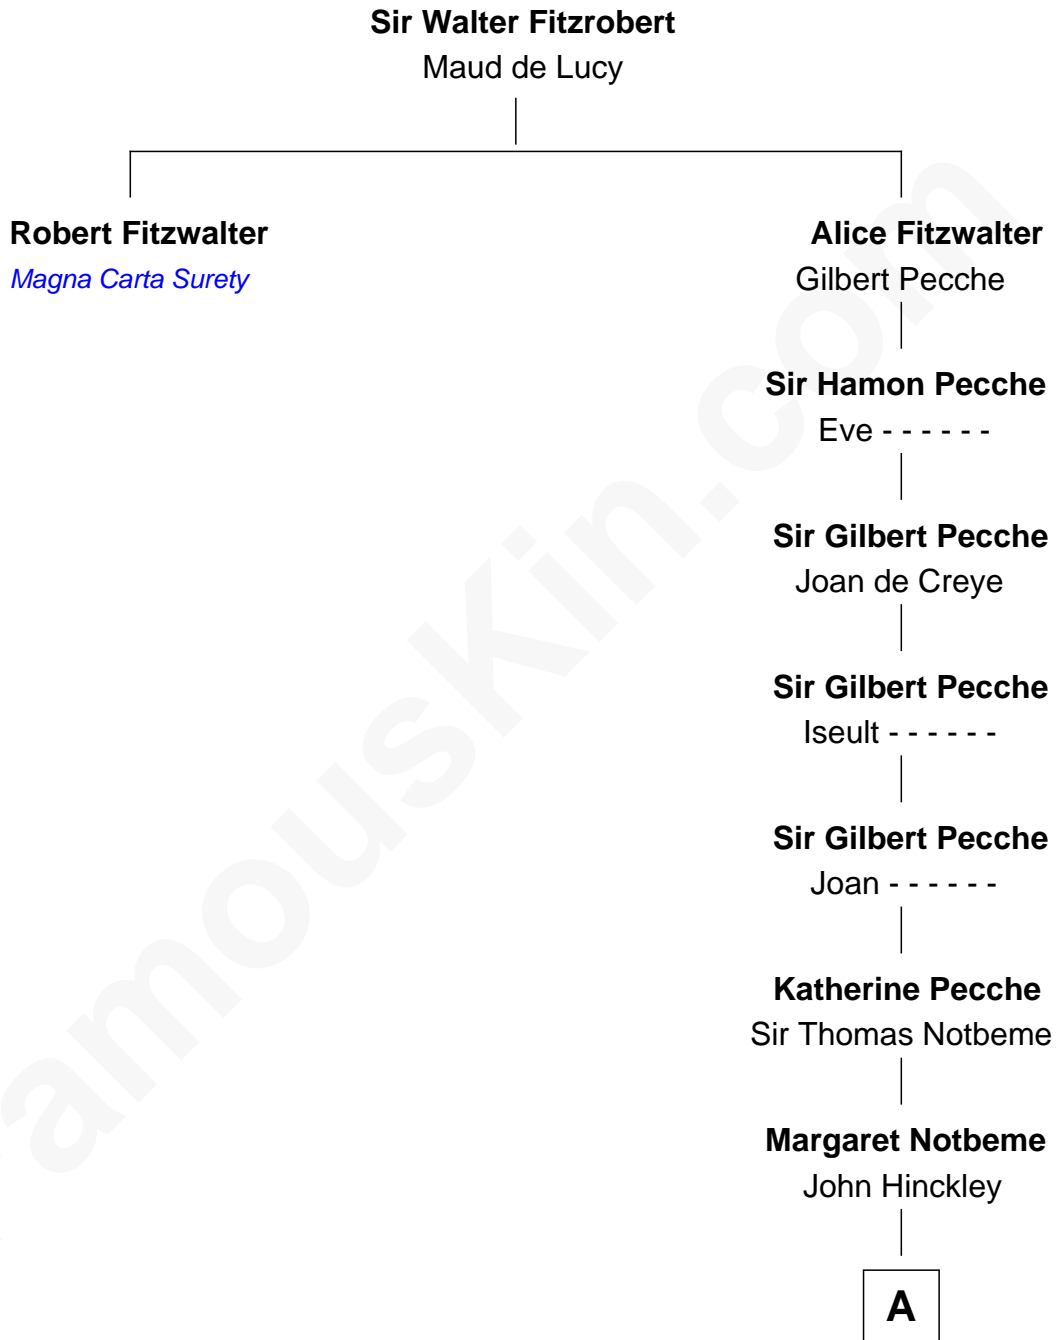 Sir Walter Fitzrobert
Maud de Lucy
Robert Fitzwalter
Magna Carta Surety
Alice Fitzwalter
Gilbert Pecche
Sir Hamon Pecche
Eve - - - - - -
Sir Gilbert Pecche
Joan de Creye
Sir Gilbert Pecche
Iseult - - - - - -
Sir Gilbert Pecche
Joan - - - - - -
Katherine Pecche
Sir Thomas Notbeme
Margaret Notbeme
John Hinckley
A
amouskin.com